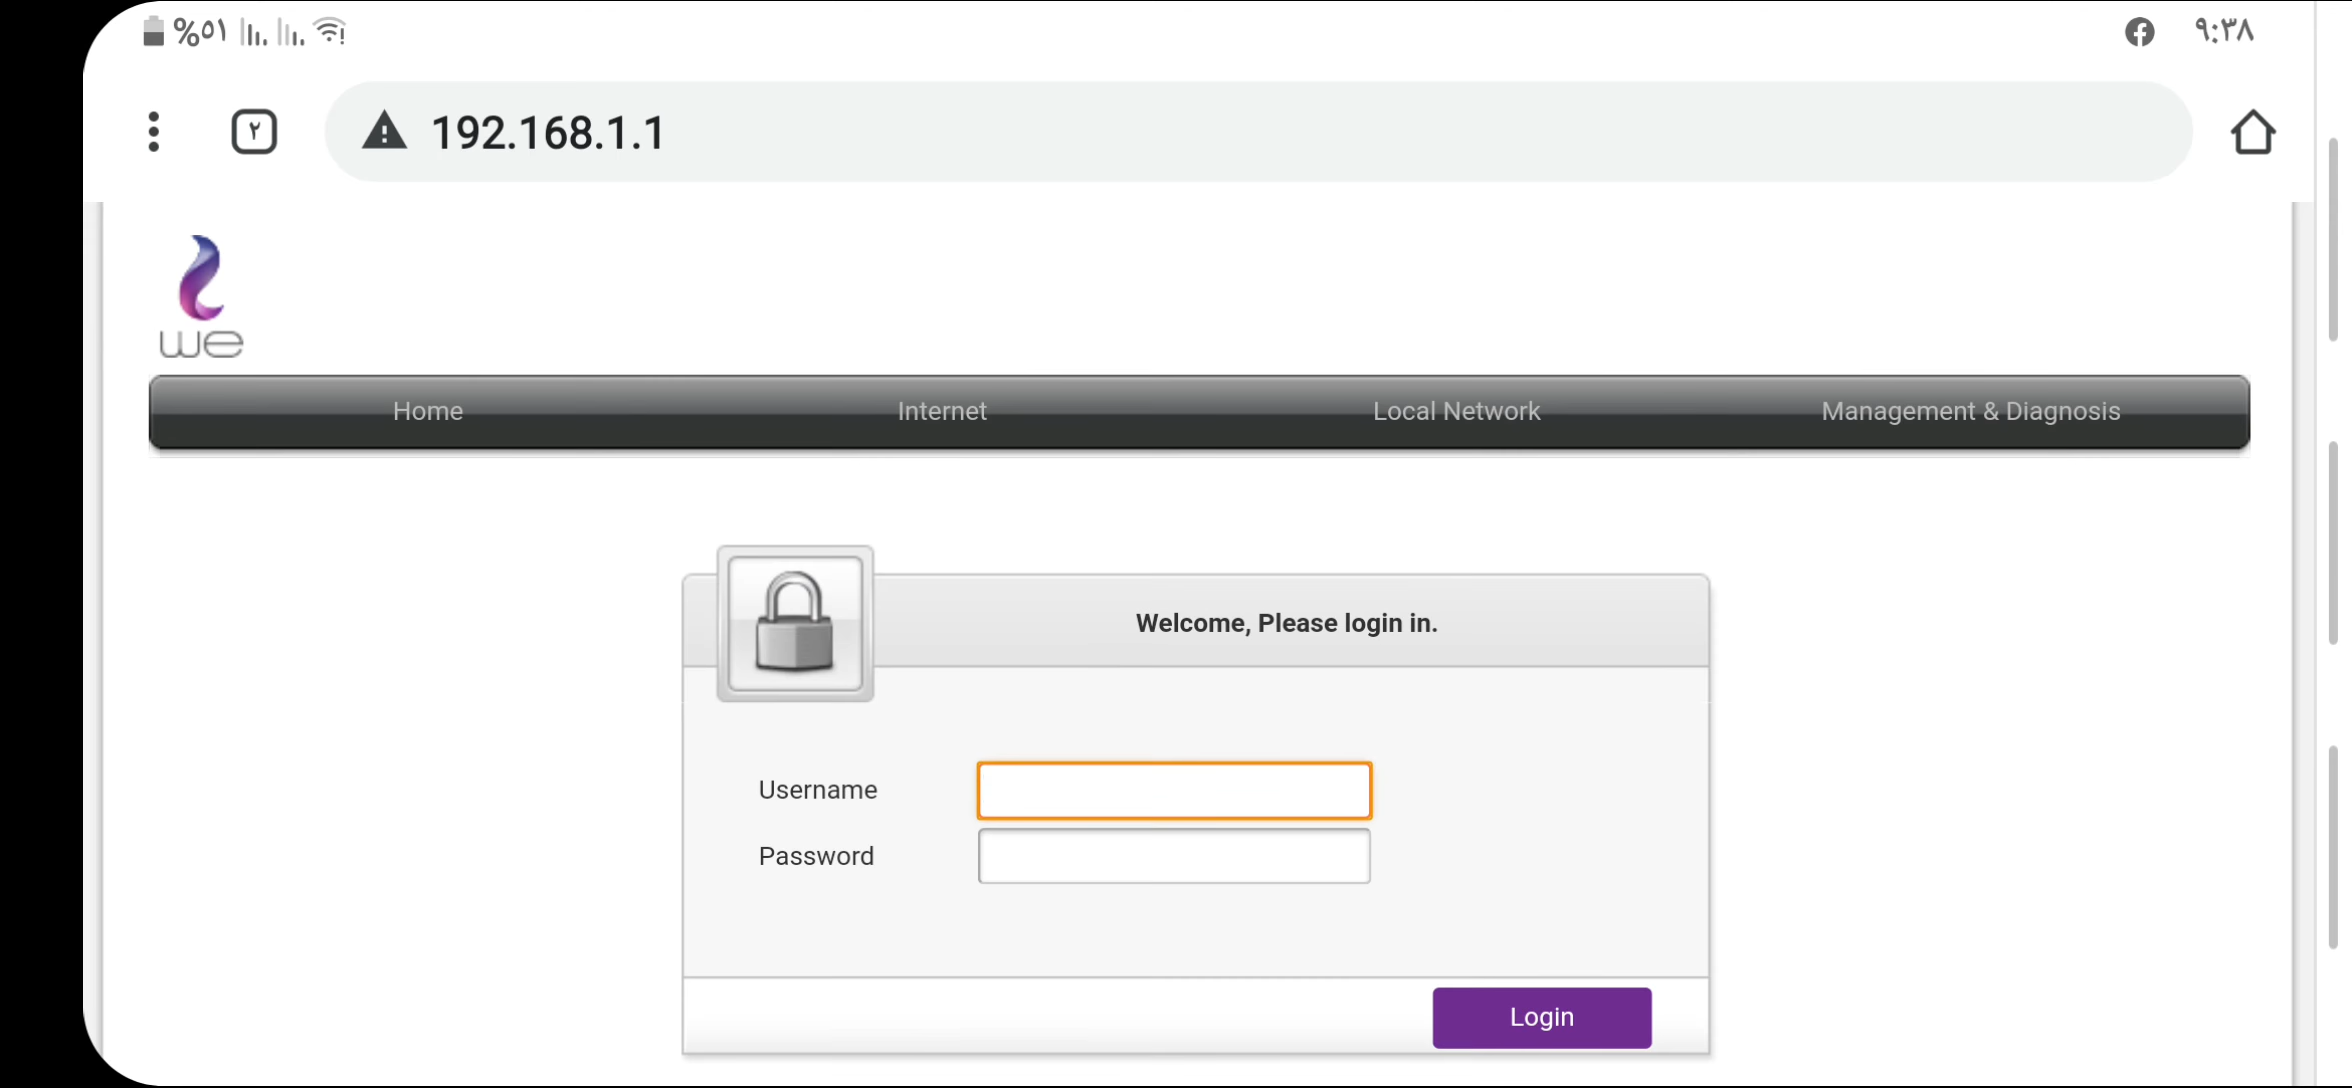 %٥١
٩:٣٨
٢
192.168.1.1
we
Home Internet Local Network Management & Diagnosis
Welcome, Please login in.
Username
Password
Login